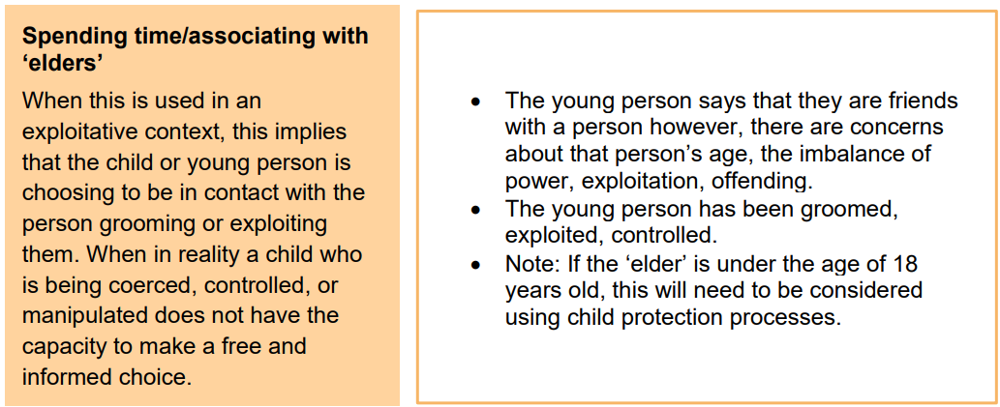 Spending time/associating with
‘elders’
When this is used in an
exploitative context, this implies
that the child or young person is
choosing to be in contact with the
person grooming or exploiting
them. When in reality a child who
is being coerced, controlled, or
manipulated does not have the
capacity to make a free and
informed choice.
• The young person says that they are friends
with a person however, there are concerns
about that person’s age, the imbalance of
power, exploitation, offending.
• The young person has been groomed,
exploited, controlled.
• Note: If the ‘elder’ is under the age of 18
years old, this will need to be considered
using child protection processes.